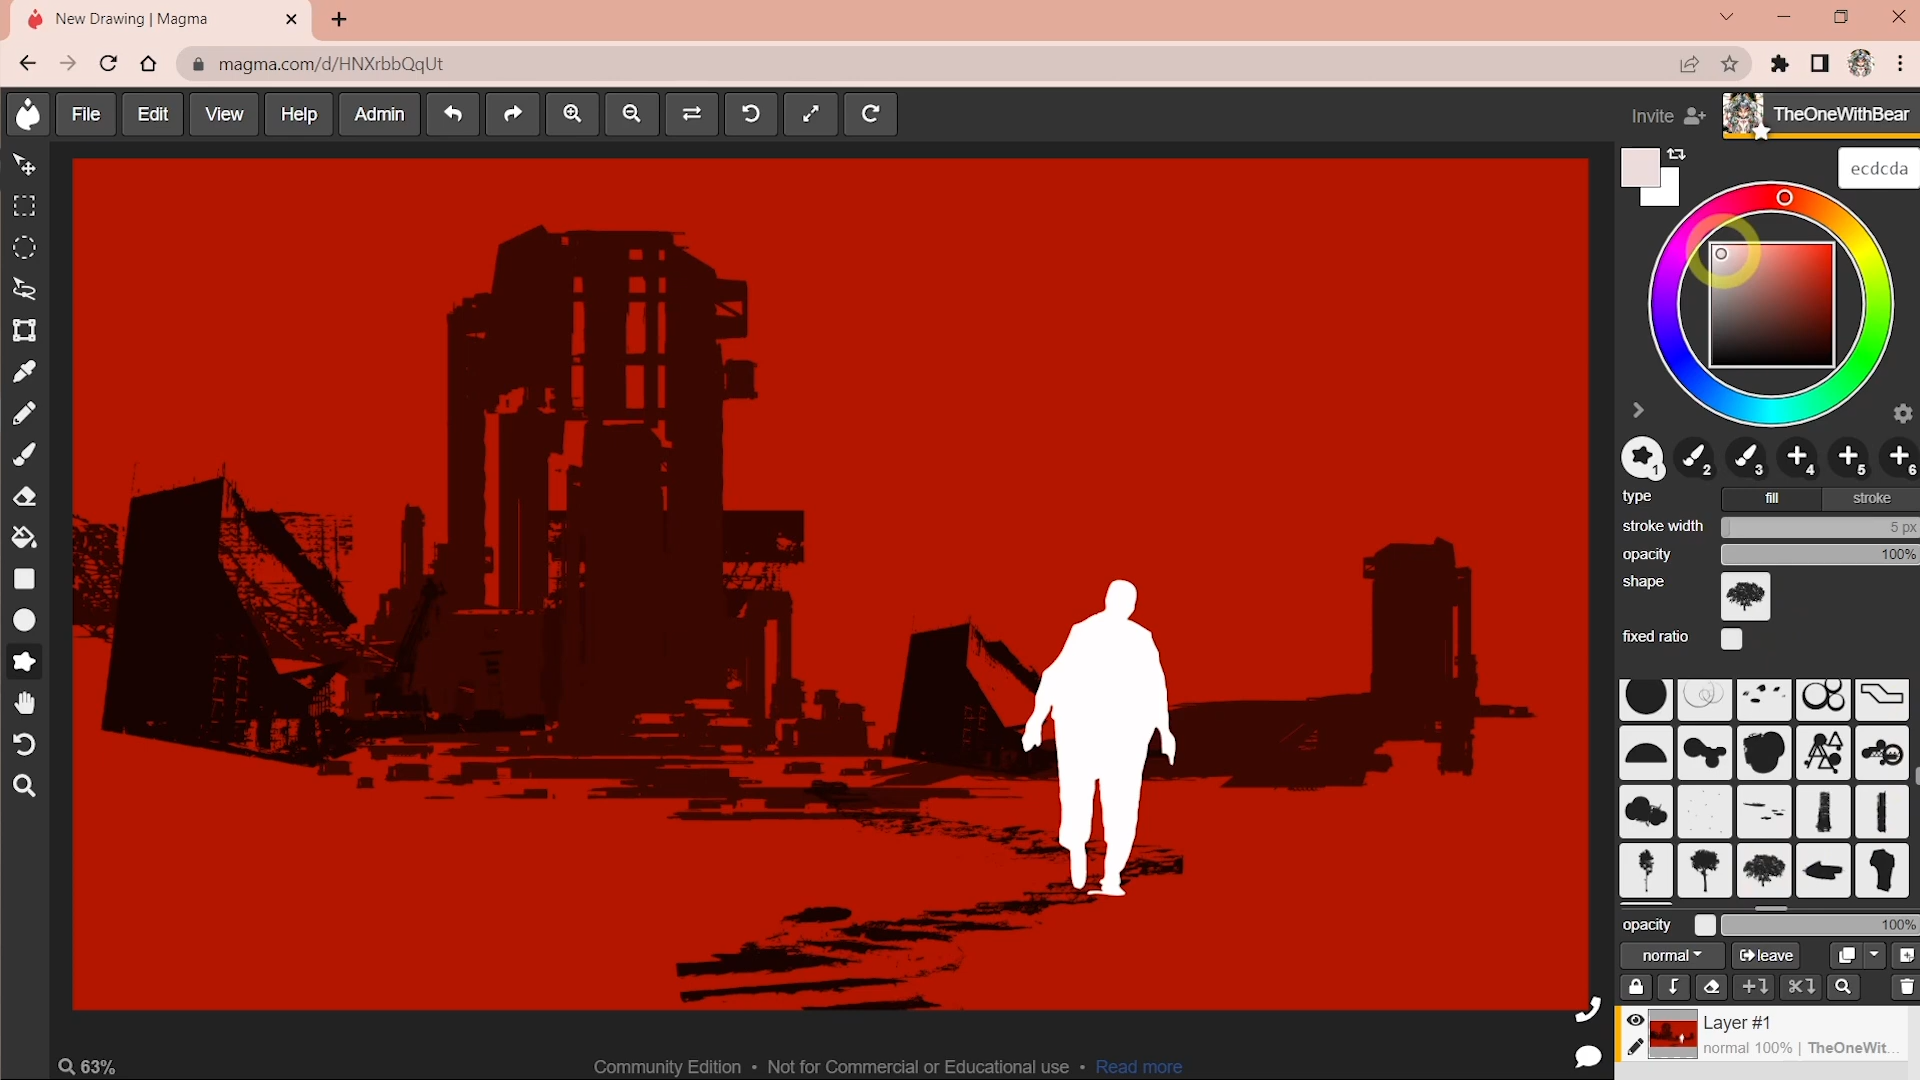 New Drawing | Magma
magma.com/d/HNXrbbQqUt
File Edit View Help Admin
Invite TheOneWithBear
ecdcda
1 2 3 4 5 6
type fill stroke
stroke width 5 px
opacity 100%
shape
fixed ratio
opacity 100%
normal leave
Layer #1
normal 100% | TheOneWit...
63% Community Edition • Not for Commercial or Educational use • Read more